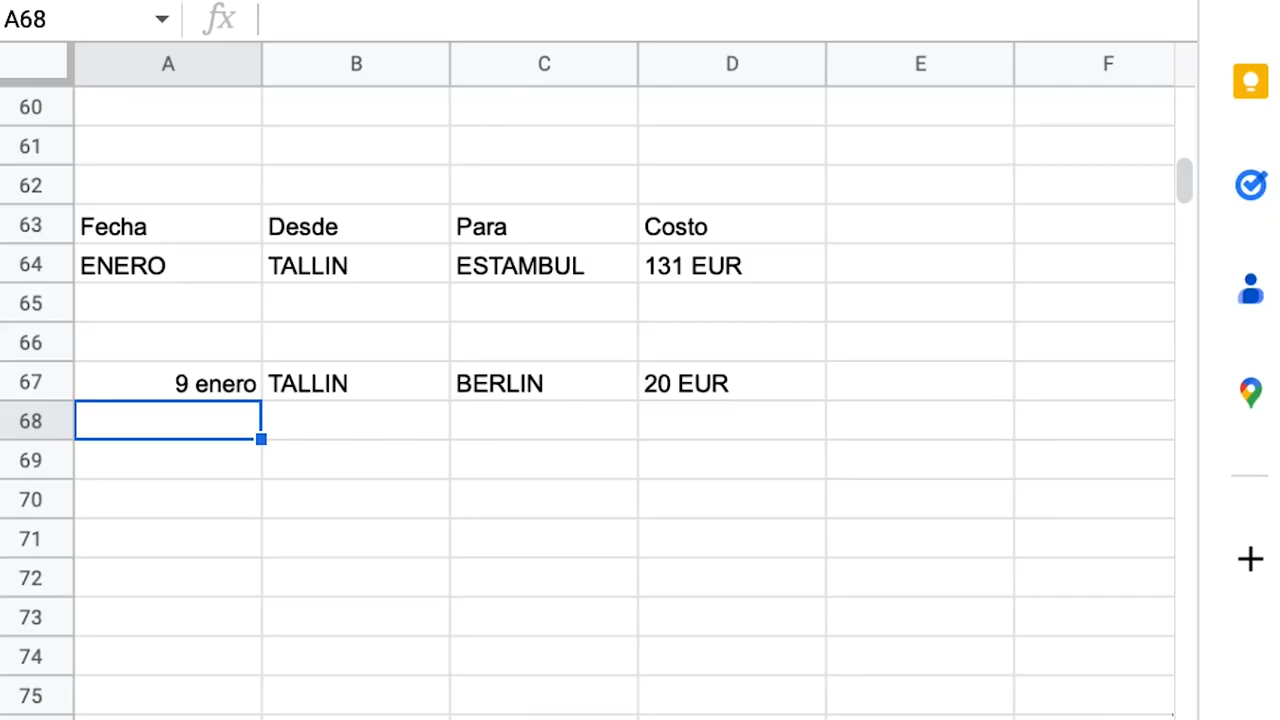 A68 fx
A B C D E F
60
61
62
63 Fecha Desde Para Costo
64 ENERO TALLIN ESTAMBUL 131 EUR
65
66
67 9 enero TALLIN BERLIN 20 EUR
68
69
70
71
72
73
74
75